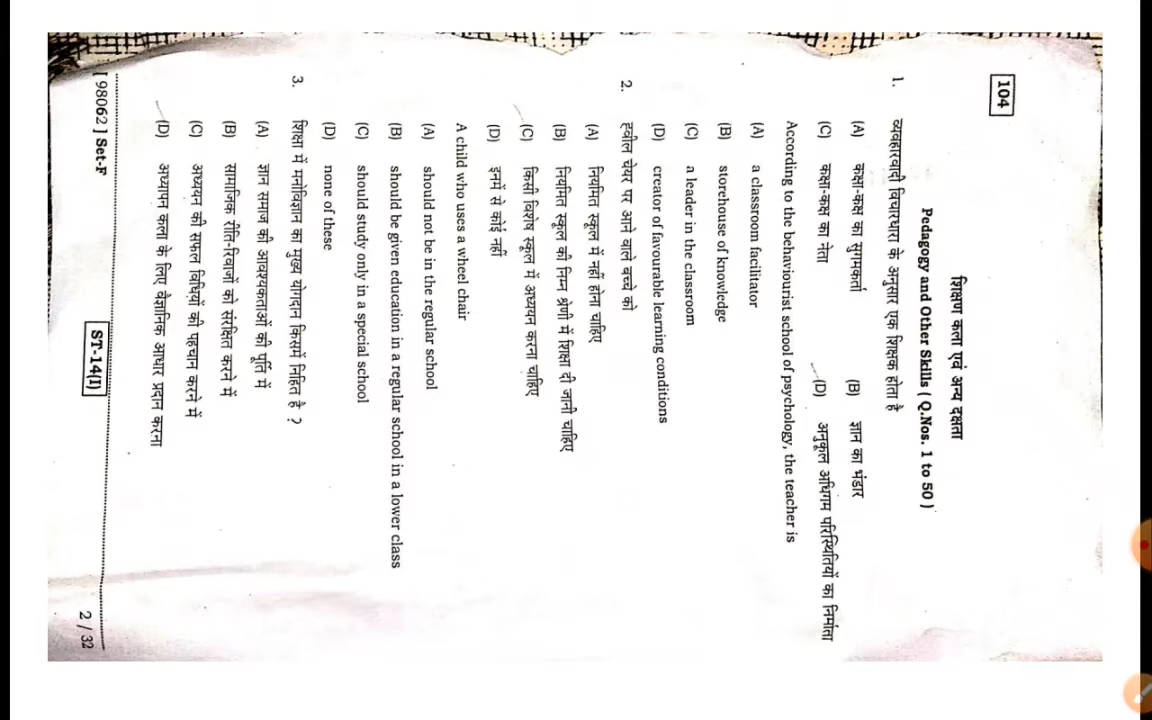 104
शिक्षण कला एवं अन्य दक्षता
Pedagogy and Other Skills ( Q.Nos. 1 to 50 )
1. व्यवहारवादी विचारधारा के अनुसार एक शिक्षक होता है
(A) कक्षा-कक्ष का सुगमकर्ता (B) ज्ञान का भंडार
(C) कक्षा-कक्ष का नेता (D) अनुकूल अधिगम परिस्थितियों का निर्माता
According to the behaviourist school of psychology, the teacher is
(A) a classroom facilitator
(B) storehouse of knowledge
(C) a leader in the classroom
(D) creator of favourable learning conditions
2. ह्वील चेयर पर आने वाले बच्चे को
(A) नियमित स्कूल में नहीं होना चाहिए
(B) नियमित स्कूल की निम्न श्रेणी में शिक्षा दी जानी चाहिए
(C) किसी विशेष स्कूल में अध्ययन करना चाहिए
(D) इनमें से कोई नहीं
A child who uses a wheel chair
(A) should not be in the regular school
(B) should be given education in a regular school in a lower class
(C) should study only in a special school
(D) none of these
3. शिक्षा में मनोविज्ञान का मुख्य योगदान किसमें निहित है ?
(A) ज्ञान समाज की आवश्यकताओं की पूर्ति में
(B) सामाजिक रीति-रिवाजों को संरक्षित करने में
(C) अध्ययन की सफल विधियों की पहचान करने में
(D) अध्यापन कला के लिए वैज्ञानिक आधार प्रदान करना
[ 98062 ] Set-F ST-14(I) 2 / 32